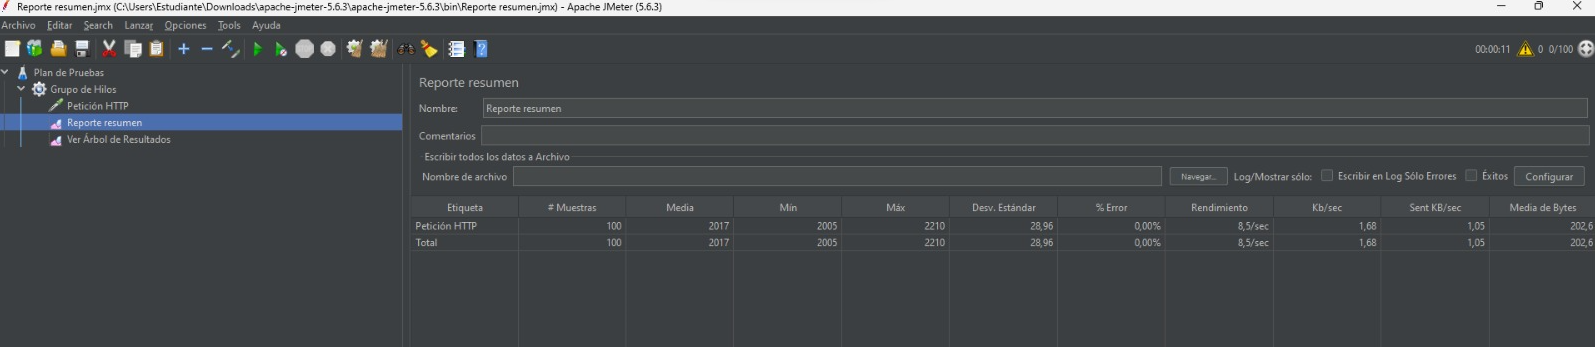 Reporte resumen.jmx (C:\Users\Estudiante\Downloads\apache-jmeter-5.6.3\apache-jmeter-5.6.3\bin\Reporte resumen.jmx) - Apache JMeter (5.6.3)
Archivo Editar Search Lanzar Opciones Tools Ayuda
00:00:11 0 0/100
Plan de Pruebas
Grupo de Hilos
Petición HTTP
Reporte resumen
Ver Árbol de Resultados
Reporte resumen
Nombre: Reporte resumen
Comentarios
Escribir todos los datos a Archivo
Nombre de archivo Navegar... Log/Mostrar sólo: Escribir en Log Sólo Errores Éxitos Configurar
Etiqueta # Muestras Media Mín Máx Desv. Estándar % Error Rendimiento Kb/sec Sent KB/sec Media de Bytes
Petición HTTP 100 2017 2005 2210 28,96 0,00% 8,5/sec 1,68 1,05 202,6
Total 100 2017 2005 2210 28,96 0,00% 8,5/sec 1,68 1,05 202,6